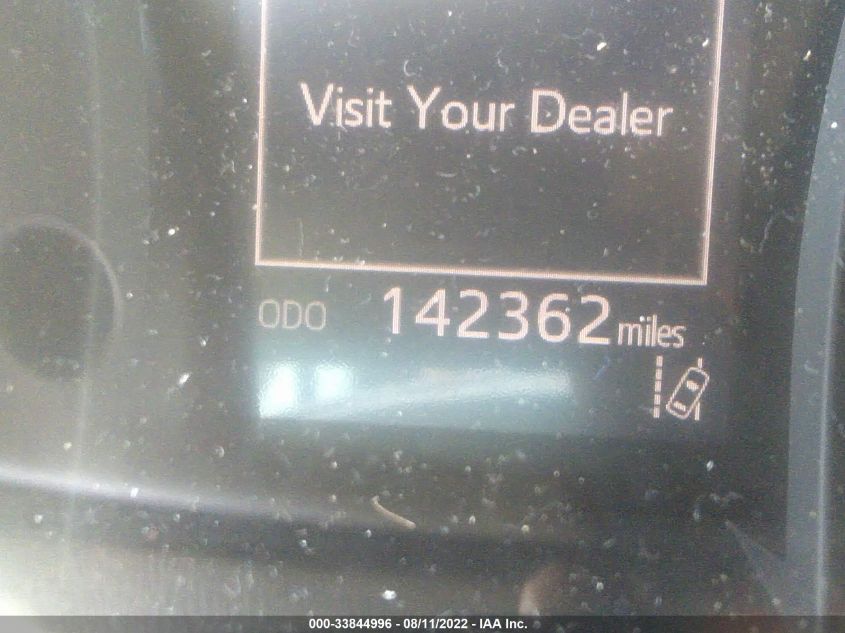 Visit Your Dealer
ODO 142362 miles
000-33844996 - 08/11/2022 - IAA Inc.